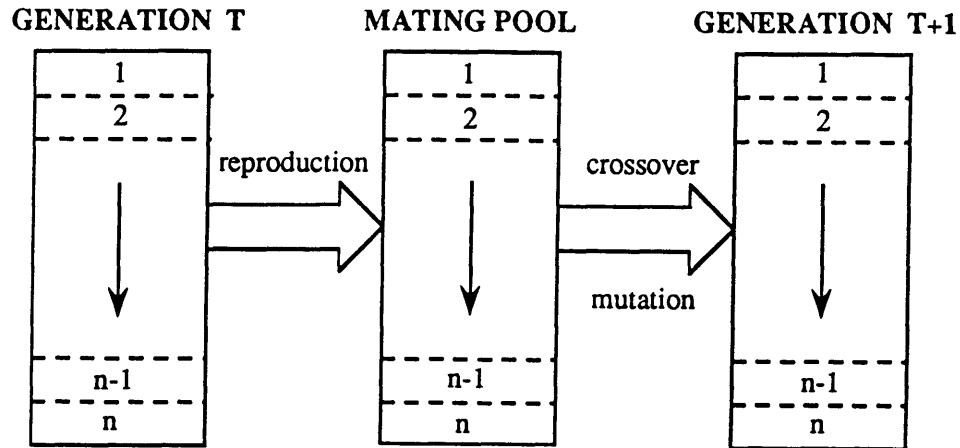 GENERATION T MATING POOL GENERATION T+1
1 1 1
2 2 2
reproduction crossover
mutation
n-1 n-1 n-1
n n n